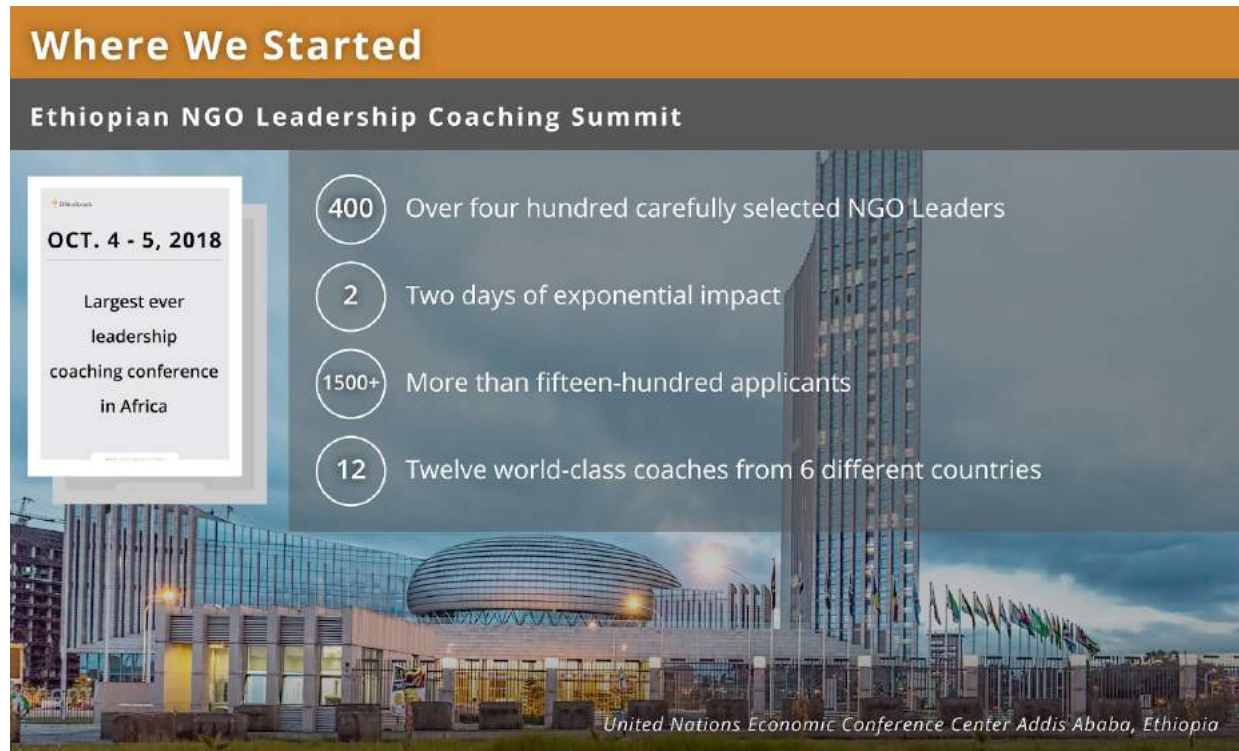 Where We Started
Ethiopian NGO Leadership Coaching Summit
OCT. 4 - 5, 2018
Largest ever
leadership
coaching conference
in Africa
400 Over four hundred carefully selected NGO Leaders
2 Two days of exponential impact
1500+ More than fifteen-hundred applicants
12 Twelve world-class coaches from 6 different countries
United Nations Economic Conference Center Addis Ababa, Ethiopia